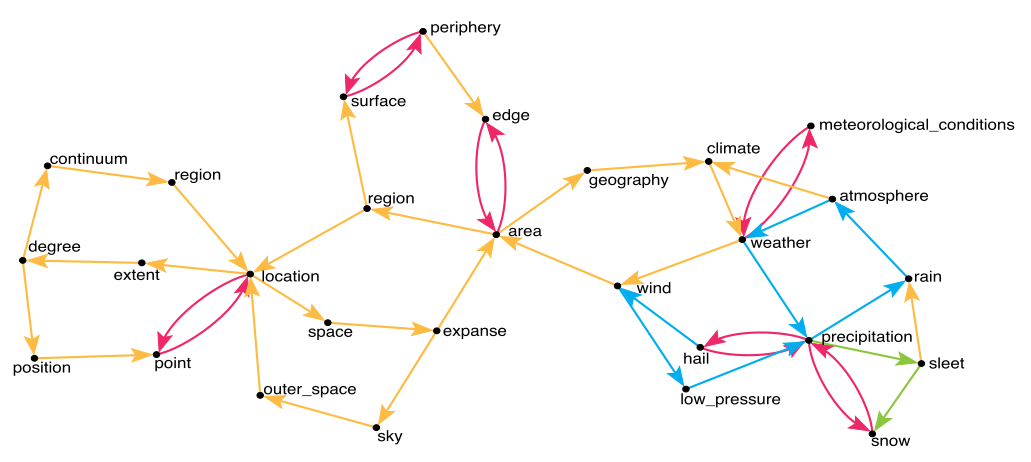 periphery
surface
edge
meteorological_conditions
climate
continuum
region
geography
atmosphere
region
area
weather
degree
extent
location
wind
rain
space
expanse
precipitation
position
point
hail
sleet
outer_space
low_pressure
sky
snow